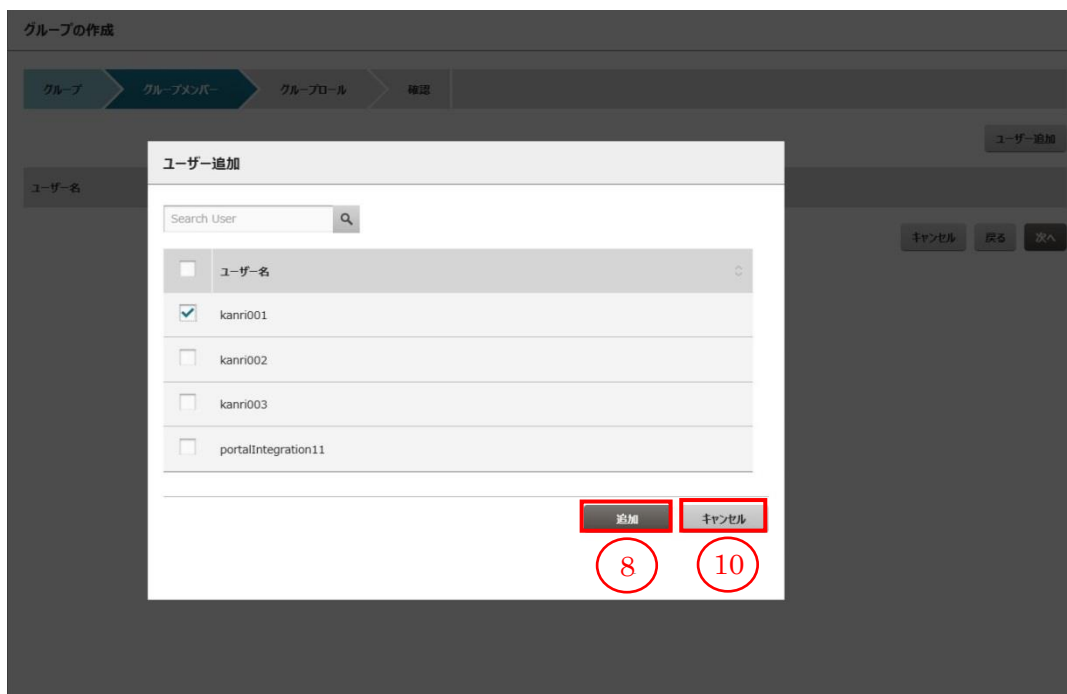 グループの作成
グループ グループメンバー グループロール 確認
ユーザー追加
ユーザー名
キャンセル 戻る 次へ
ユーザー追加
Search User
ユーザー名
kanri001
kanri002
kanri003
portalIntegration11
追加 キャンセル
8 10